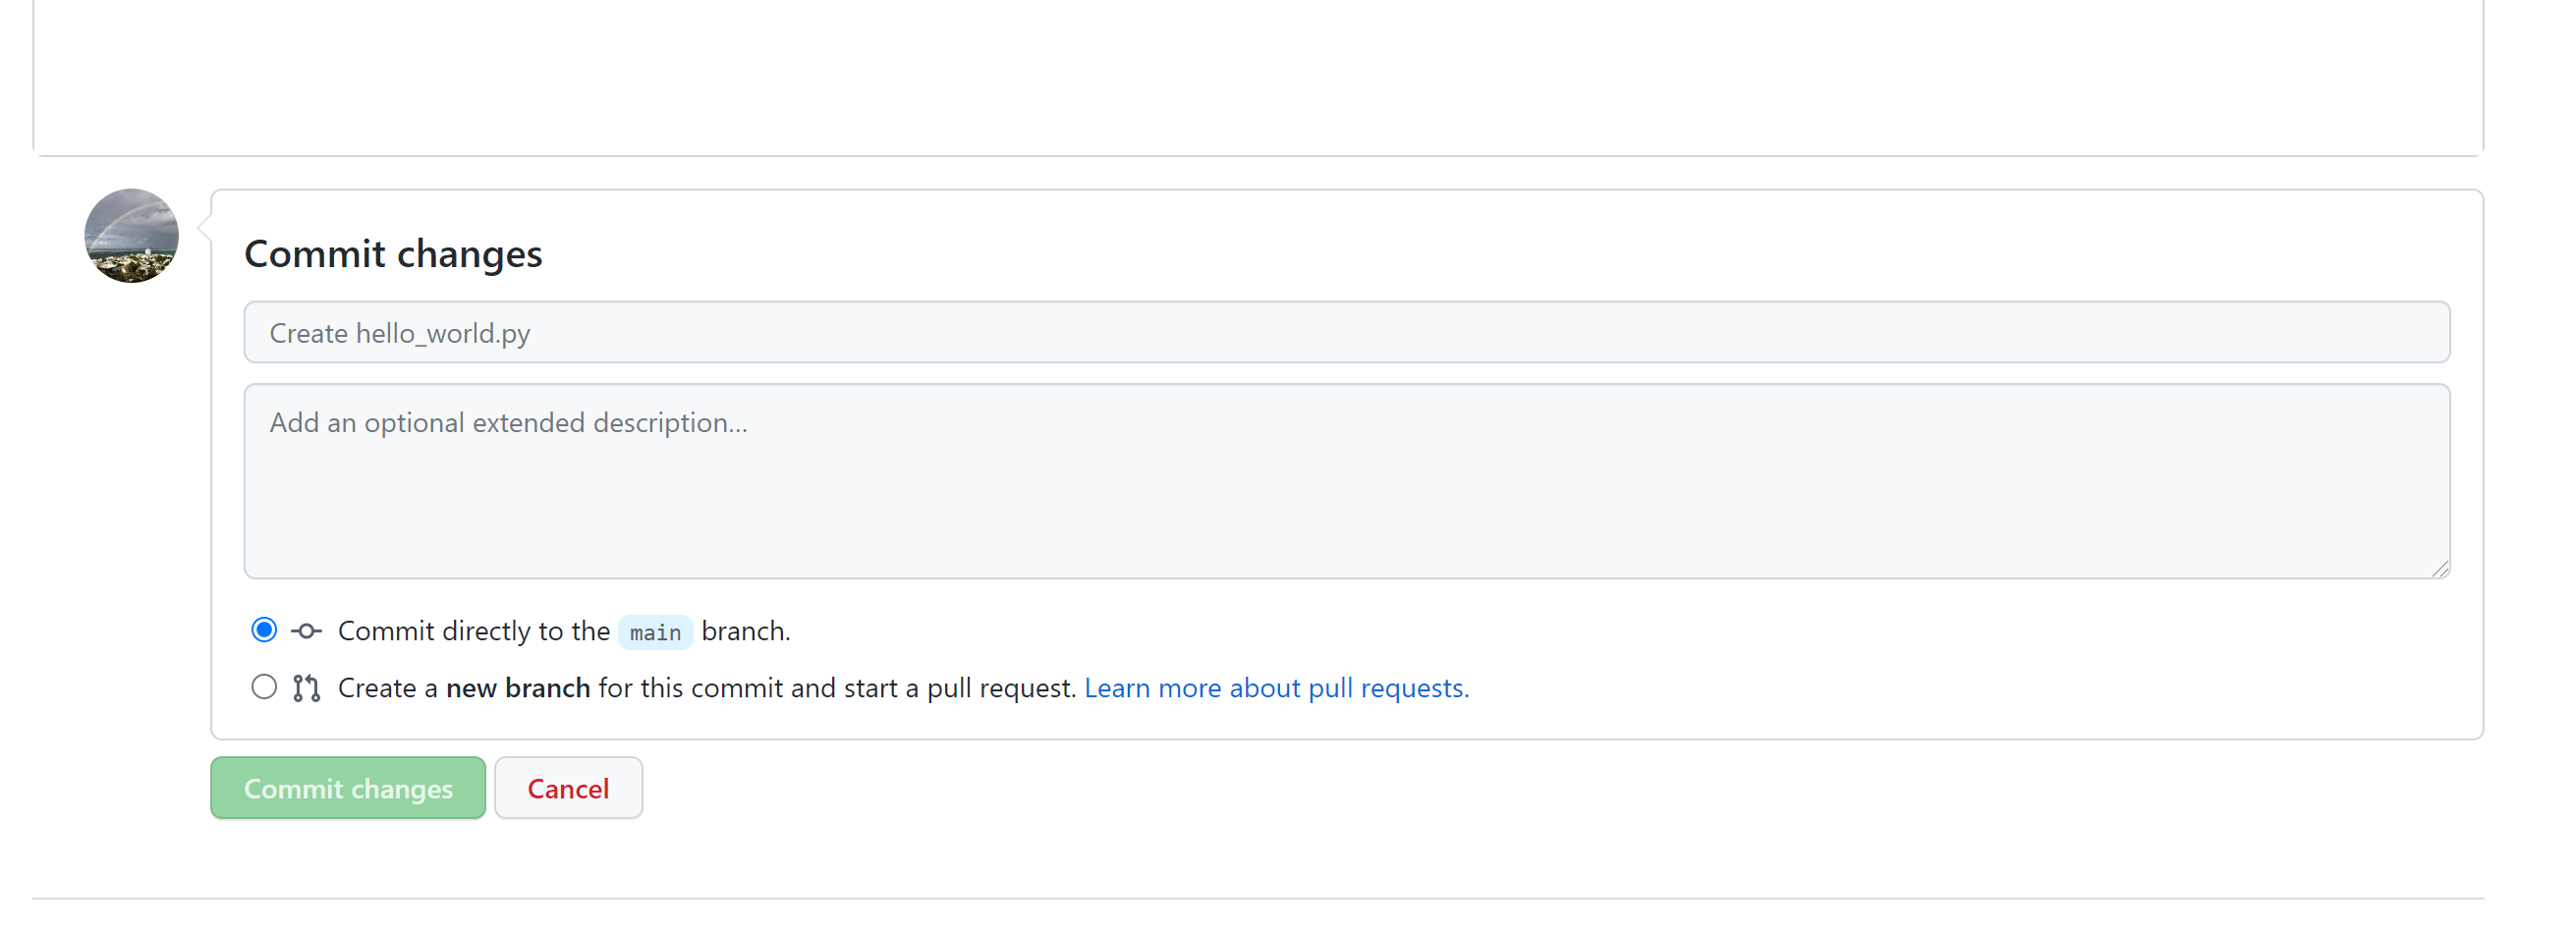 Commit changes
Create hello_world.py
Add an optional extended description...
Commit directly to the main branch.
Create a new branch for this commit and start a pull request. Learn more about pull requests.
Commit changes Cancel